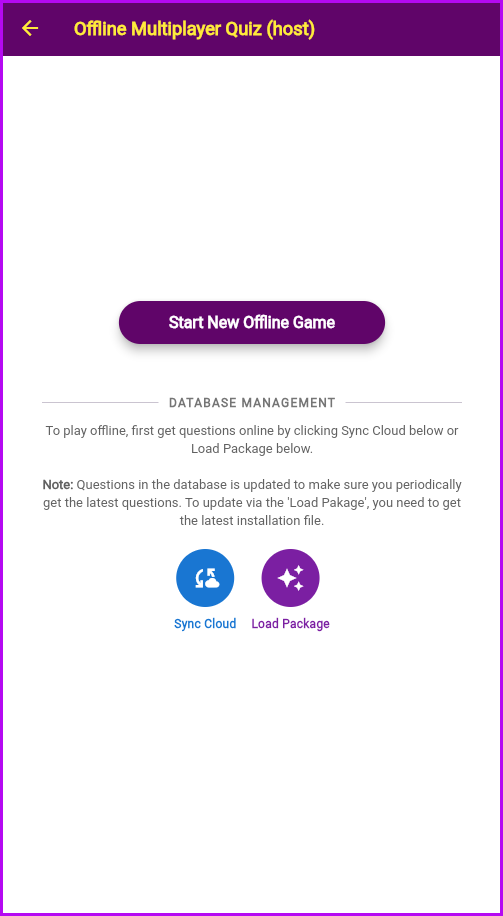 Offline Multiplayer Quiz (host)
Start New Offline Game
DATABASE MANAGEMENT
To play offline, first get questions online by clicking Sync Cloud below or
Load Package below.
Note: Questions in the database is updated to make sure you periodically
get the latest questions. To update via the 'Load Pakage', you need to get
the latest installation file.
Sync Cloud
Load Package